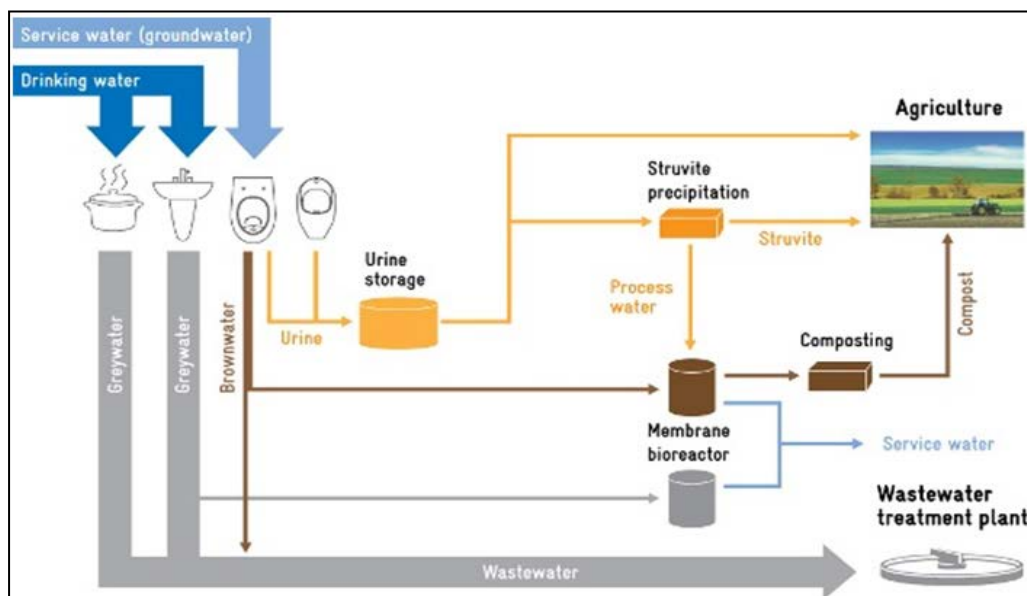 Service water (groundwater)
Drinking water
Agriculture
Struvite
precipitation
Struvite
Urine
storage
Process
water
Urine
Compost
Composting
Greywater
Greywater
Brownwater
Membrane
bioreactor
Service water
Wastewater
treatment plant
Wastewater